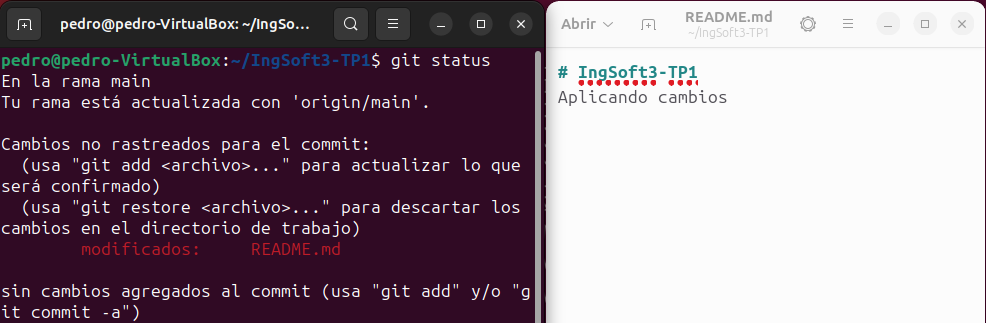 pedro@pedro-VirtualBox: ~/IngSo...
pedro@pedro-VirtualBox:~/IngSoft3-TP1$ git status
En la rama main
Tu rama está actualizada con 'origin/main'.
Cambios no rastreados para el commit:
  (usa "git add <archivo>..." para actualizar lo que
será confirmado)
  (usa "git restore <archivo>..." para descartar los
cambios en el directorio de trabajo)
        modificados:     README.md
sin cambios agregados al commit (usa "git add" y/o "g
it commit -a")
Abrir
README.md
~/IngSoft3-TP1
# IngSoft3-TP1
Aplicando cambios